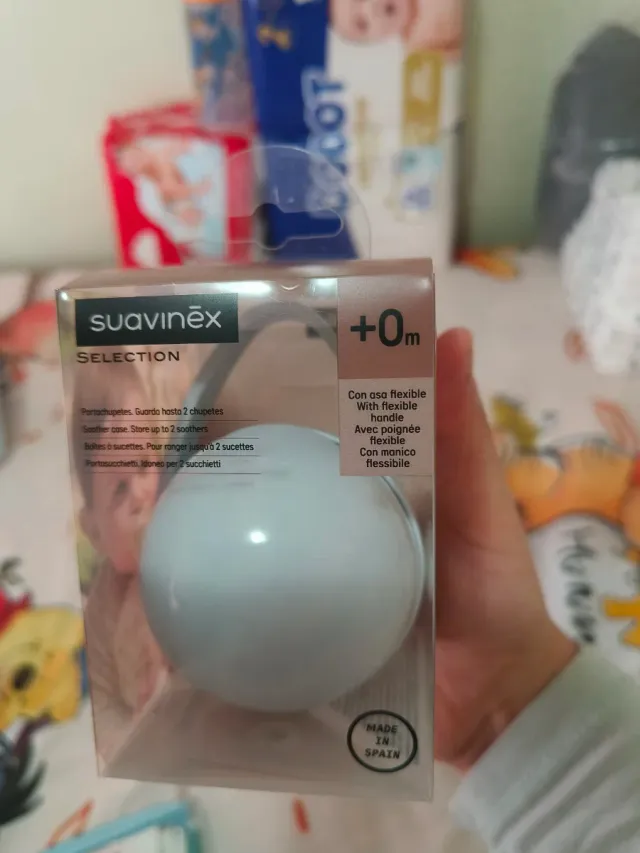 suavinēx
SELECTION
+0m
Con asa flexible
With flexible
handle
Avec poignée
flexible
Con manico
flessibile
Portachupetes. Guarda hasta 2 chupetes
Soother case. Store up to 2 soothers
Boîtes à sucettes. Pour ranger jusqu'à 2 sucettes
Portasucchietti. Idoneo per 2 succhietti
MADE
IN
SPAIN